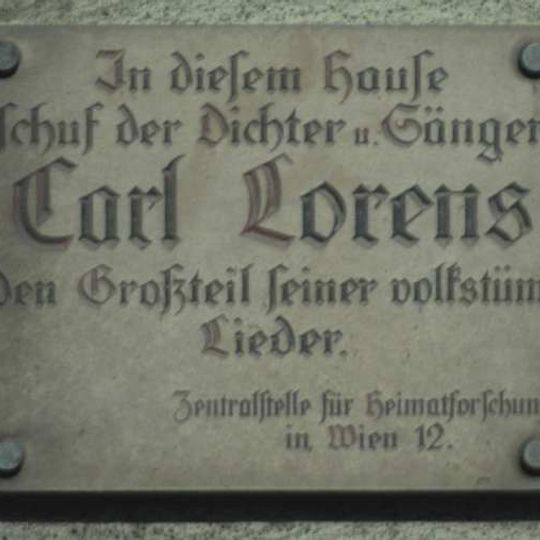 In diesem Hause
schuf der Dichter u. Sänger
Carl Lorens
den Großteil seiner volkstüm
Lieder.
Zentralstelle für Heimatforschun
in Wien 12.